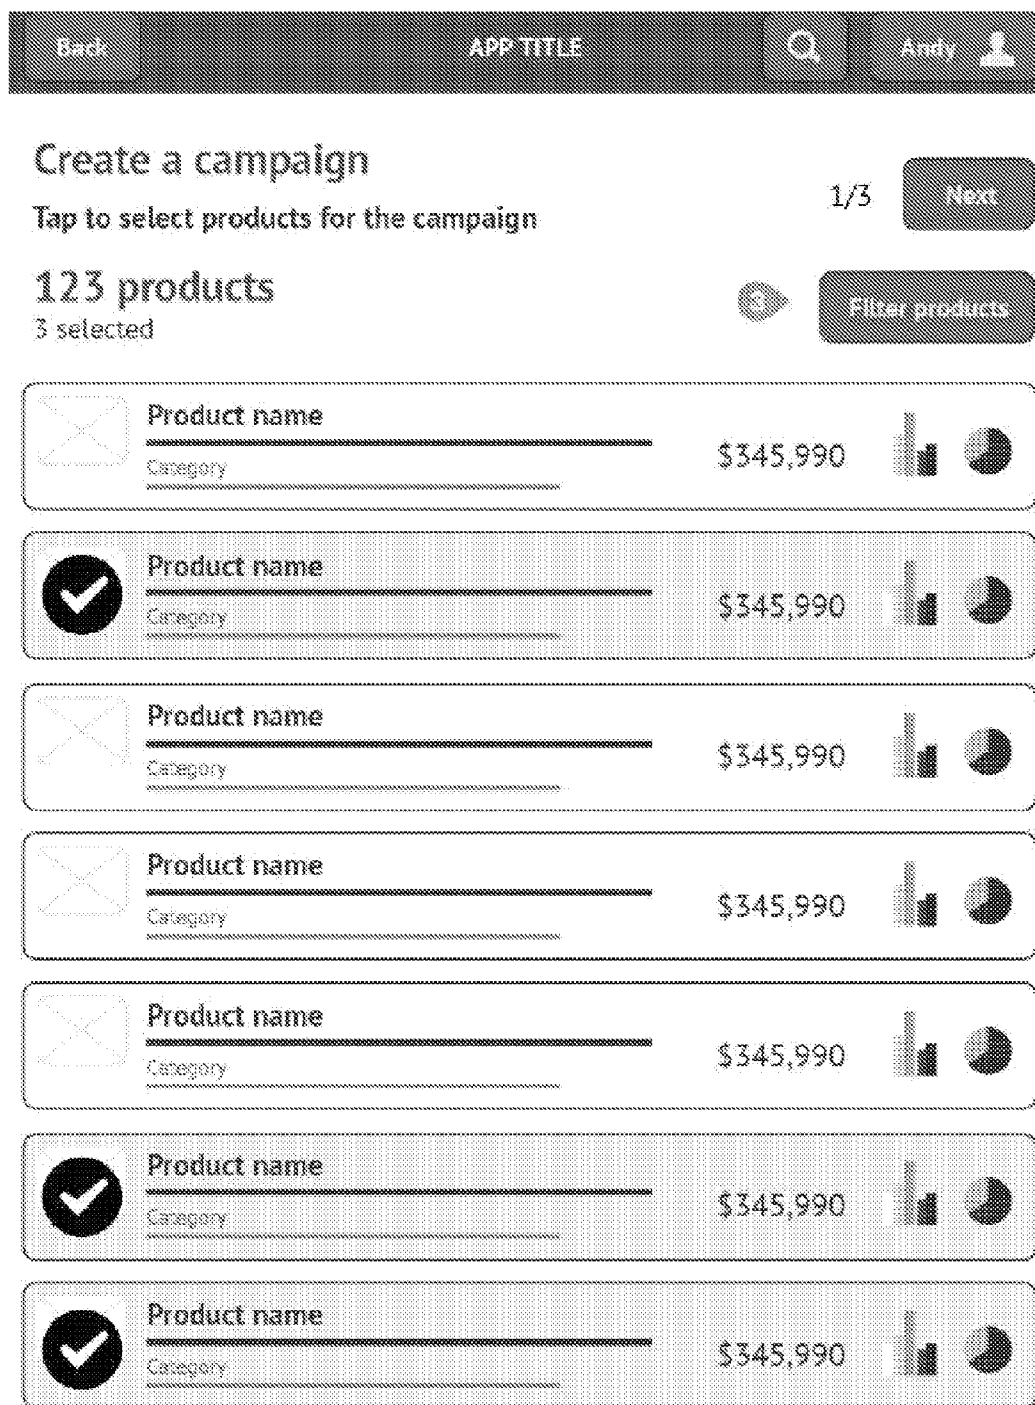 Back APP TITLE Andy
Create a campaign
Tap to select products for the campaign
1/3 Next
123 products
3 selected
3 Filter products
Product name
Category
$345,990
Product name
Category
$345,990
Product name
Category
$345,990
Product name
Category
$345,990
Product name
Category
$345,990
Product name
Category
$345,990
Product name
Category
$345,990